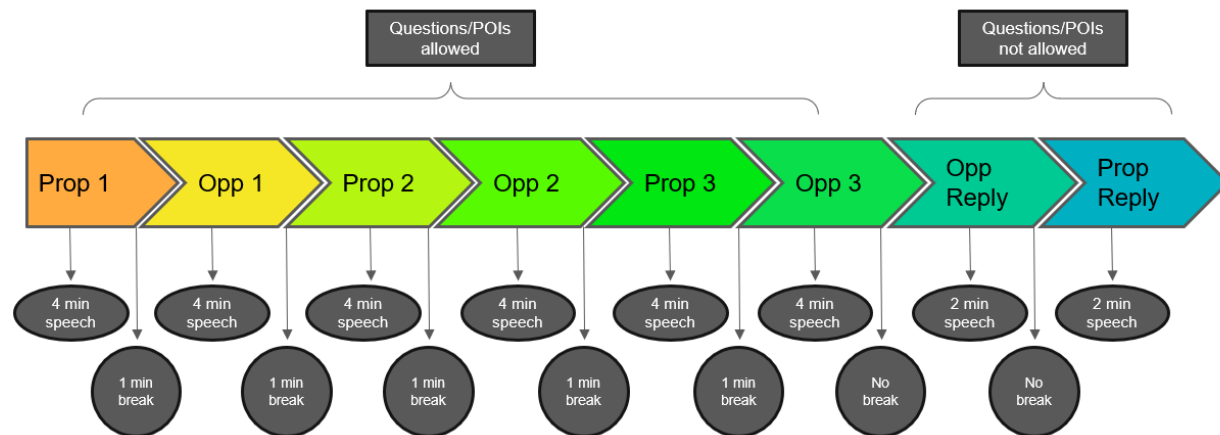 Questions/POIs
allowed
Questions/POIs
not allowed
Prop 1
Opp 1
Prop 2
Opp 2
Prop 3
Opp 3
Opp
Reply
Prop
Reply
4 min
speech
4 min
speech
4 min
speech
4 min
speech
4 min
speech
4 min
speech
2 min
speech
2 min
speech
1 min
break
1 min
break
1 min
break
1 min
break
1 min
break
No
break
No
break